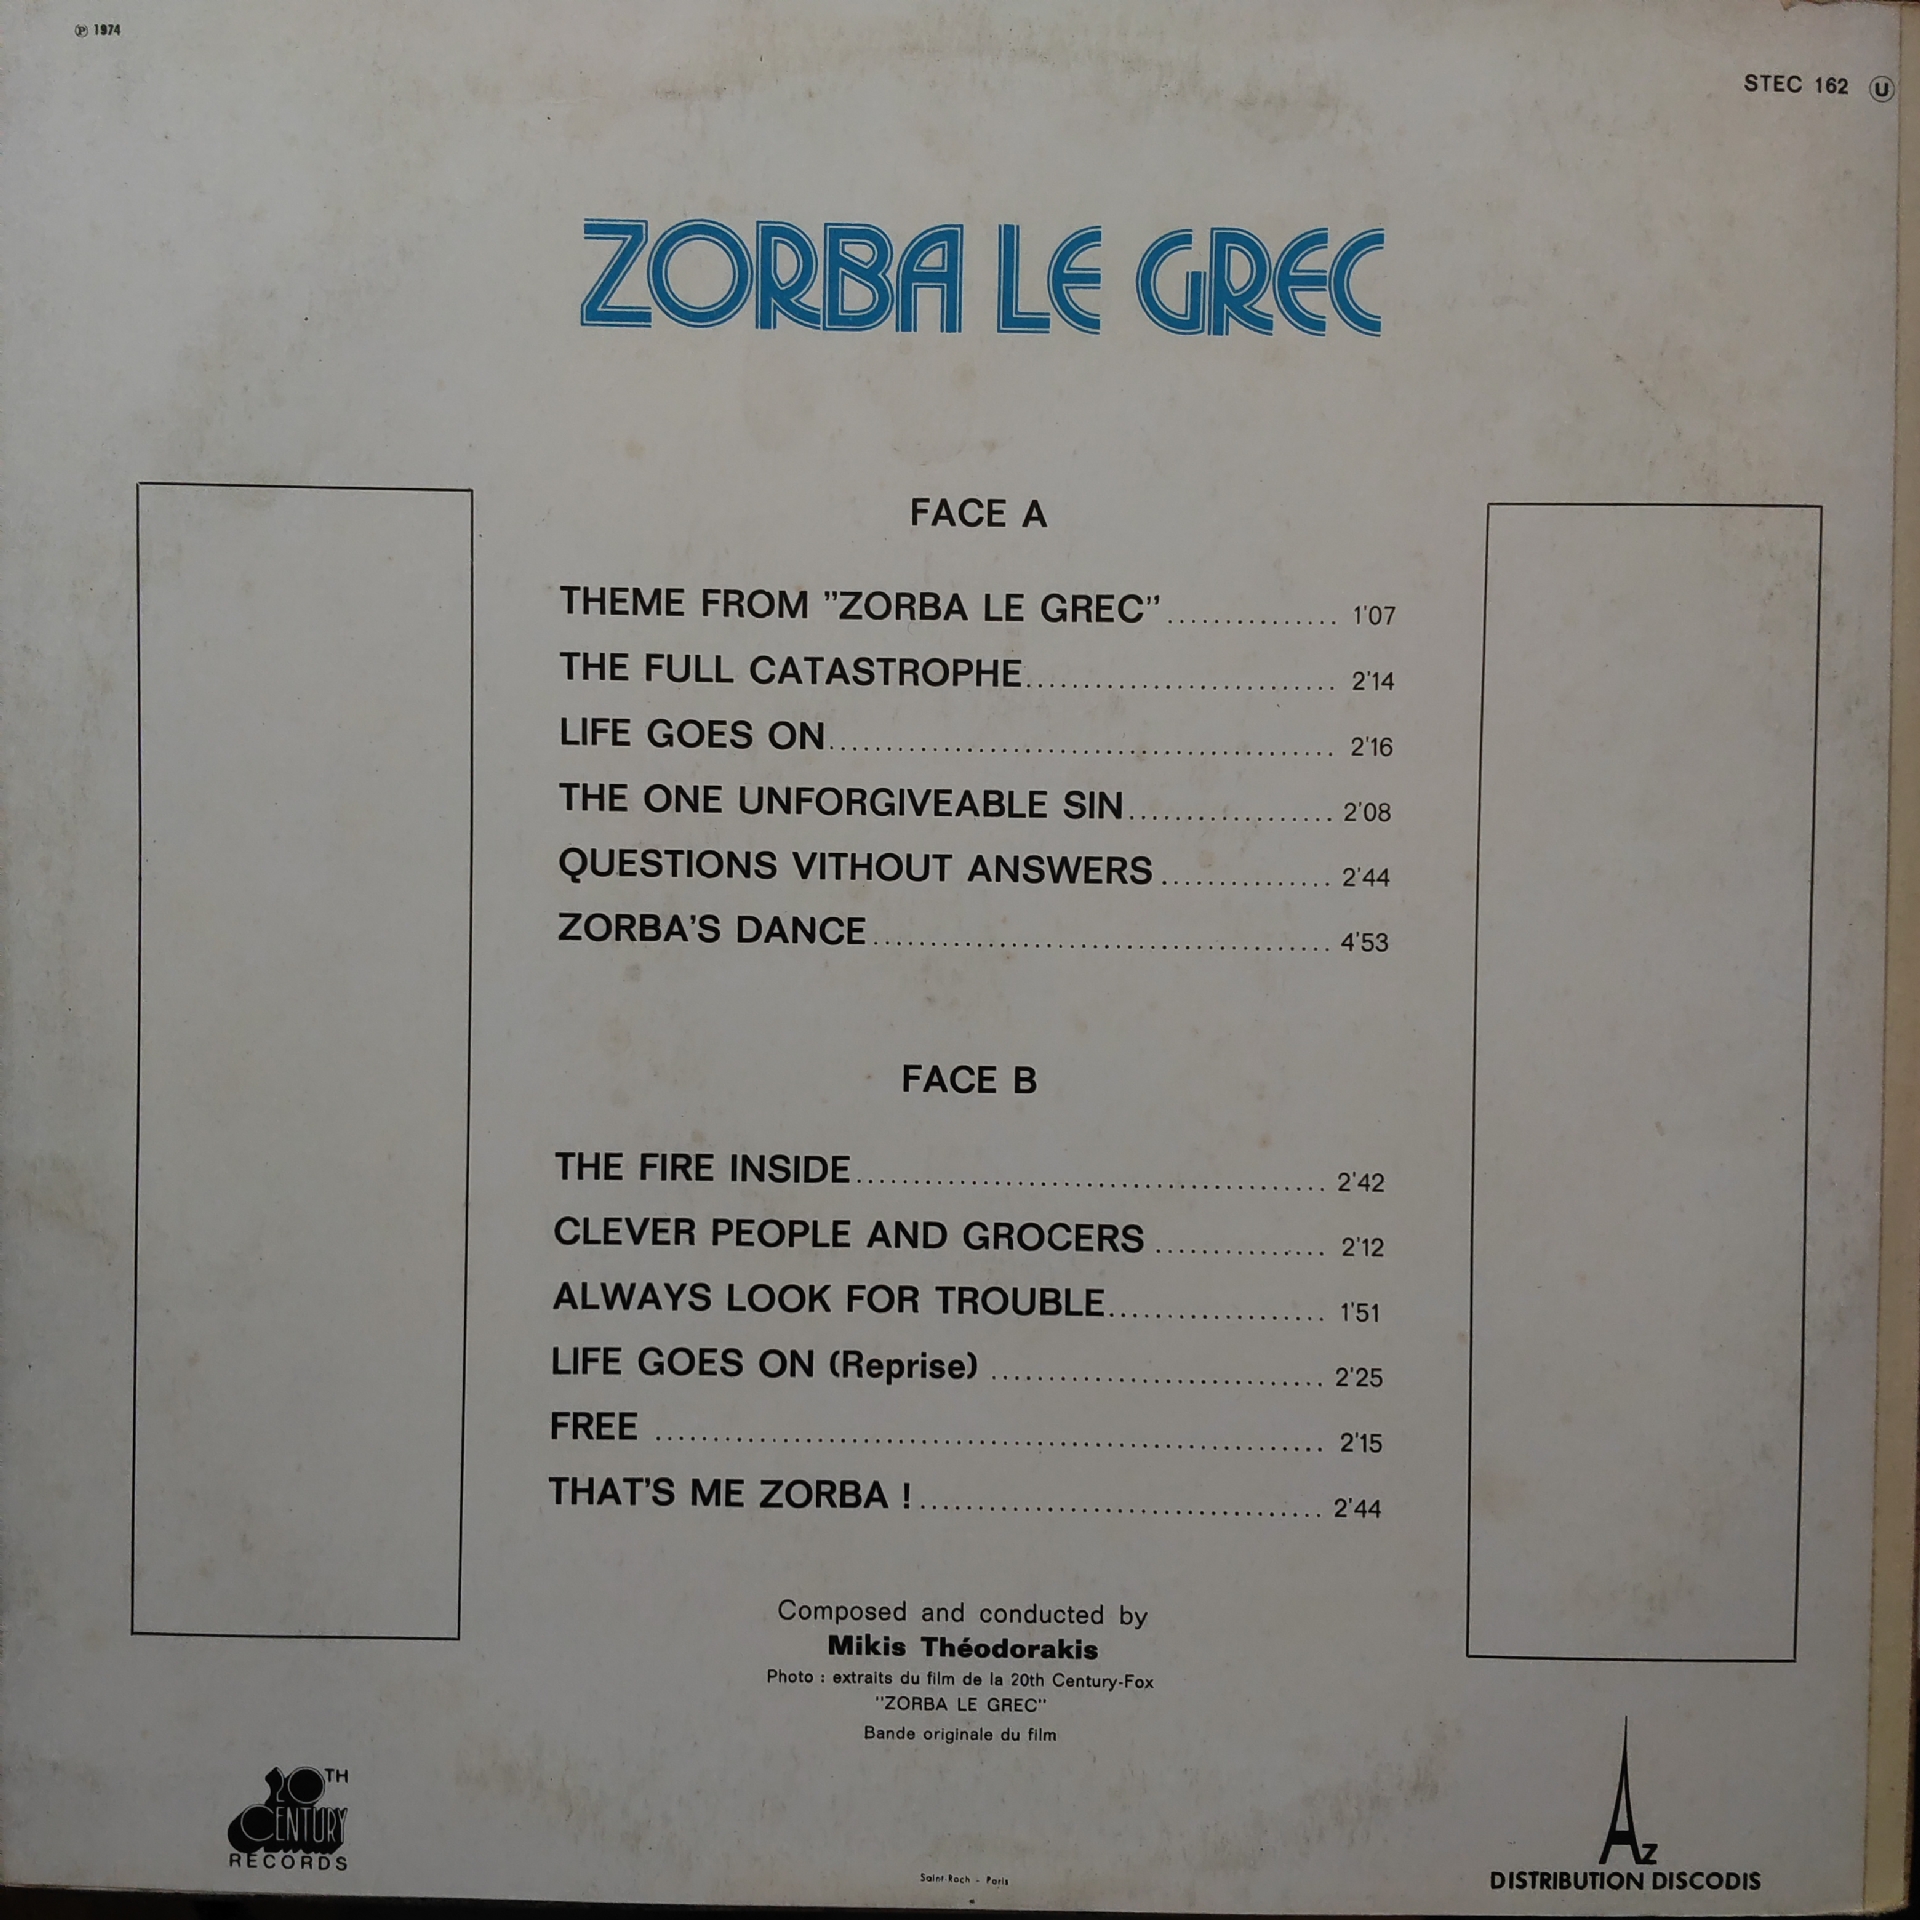 ℗ 1974
STEC 162 Ⓤ
ZORBA LE GREC
FACE A
THEME FROM "ZORBA LE GREC" ............... 1'07
THE FULL CATASTROPHE ........................... 2'14
LIFE GOES ON ............................................ 2'16
THE ONE UNFORGIVEABLE SIN .................. 2'08
QUESTIONS VITHOUT ANSWERS ............... 2'44
ZORBA'S DANCE ........................................ 4'53
FACE B
THE FIRE INSIDE ......................................... 2'42
CLEVER PEOPLE AND GROCERS ............... 2'12
ALWAYS LOOK FOR TROUBLE ................... 1'51
LIFE GOES ON (Reprise) ............................. 2'25
FREE .......................................................... 2'15
THAT'S ME ZORBA ! ................................... 2'44
Composed and conducted by
Mikis Théodorakis
Photo : extraits du film de la 20th Century-Fox
"ZORBA LE GREC"
Bande originale du film
20TH
CENTURY
RECORDS
Saint-Roch - Paris
AZ
DISTRIBUTION DISCODIS